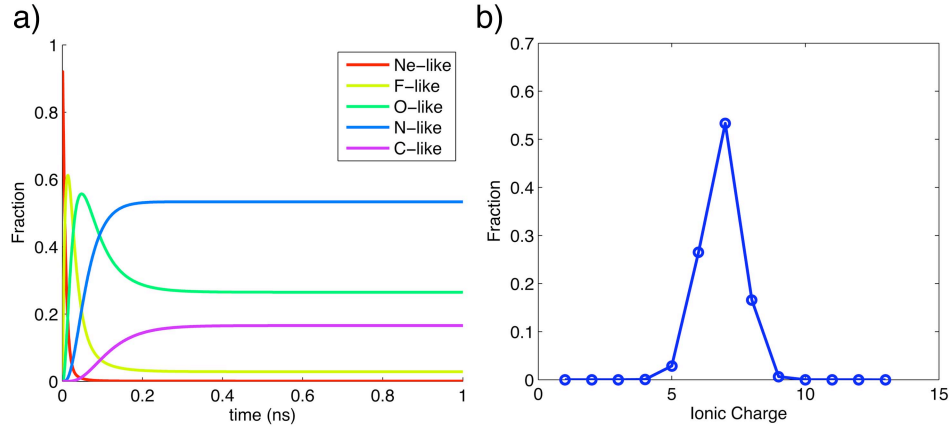 a)
1
0.8
0.6
0.4
0.2
0
Fraction
0 0.2 0.4 0.6 0.8 1
time (ns)
Ne−like
F−like
O−like
N−like
C−like
b)
0.7
0.6
0.5
0.4
0.3
0.2
0.1
0
Fraction
0 5 10 15
Ionic Charge